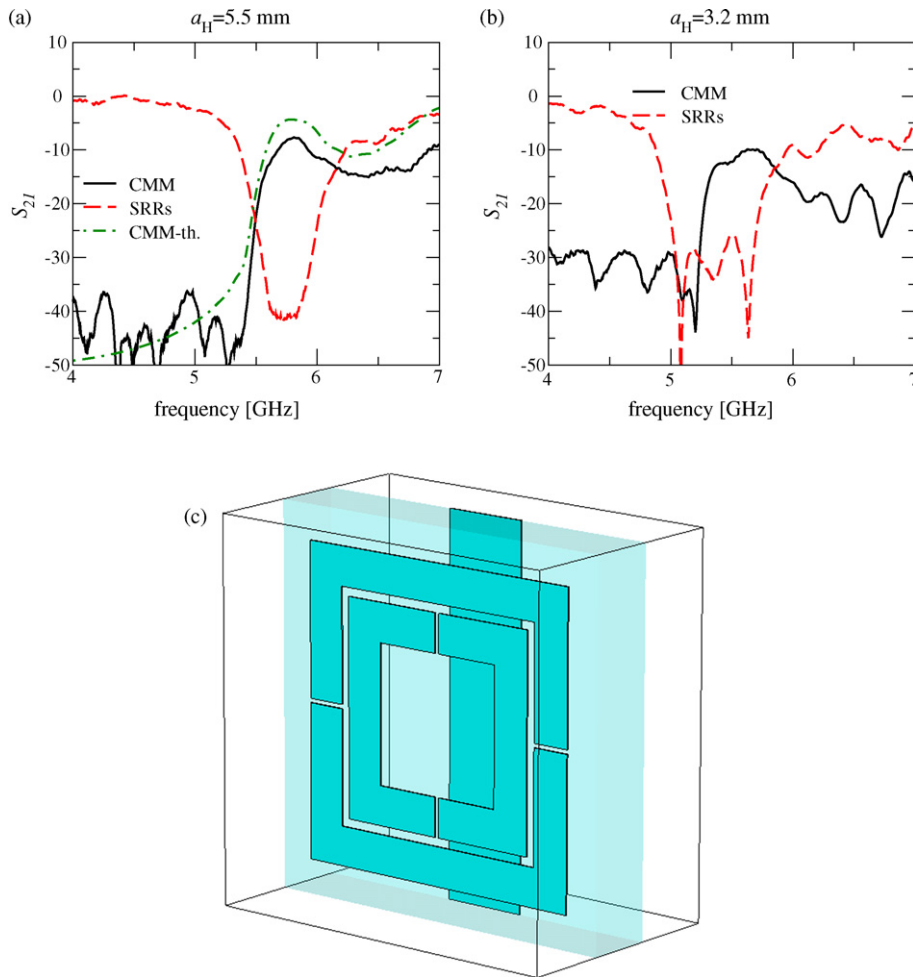 (a) a_H=5.5 mm
10
0
-10
-20
-30
-40
-50
S_21
CMM
SRRs
CMM-th.
4 5 6 7
frequency [GHz]
(b) a_H=3.2 mm
10
0
-10
-20
-30
-40
-50
S_21
CMM
SRRs
4 5 6 7
frequency [GHz]
(c)